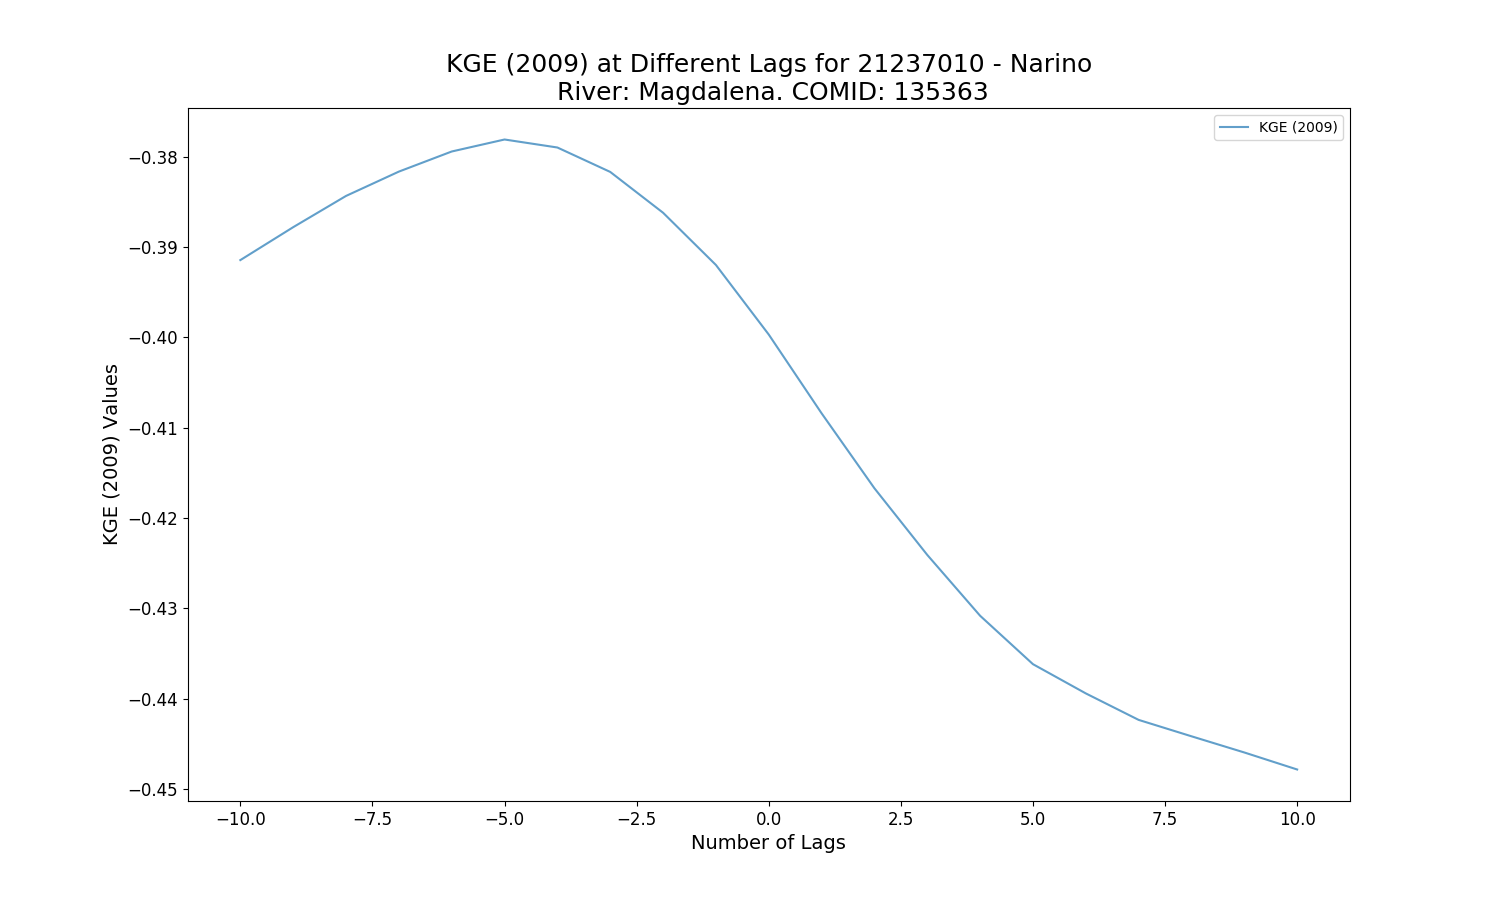 KGE (2009) at Different Lags for 21237010 - Narino
River: Magdalena. COMID: 135363
KGE (2009)
−0.38
−0.39
−0.40
−0.41
−0.42
−0.43
−0.44
−0.45
KGE (2009) Values
−10.0 −7.5 −5.0 −2.5 0.0 2.5 5.0 7.5 10.0
Number of Lags